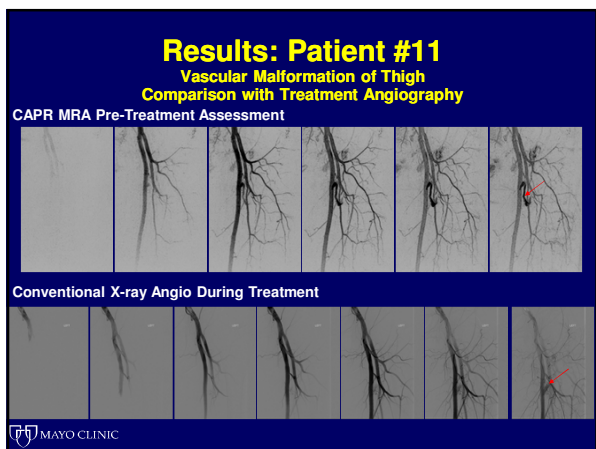 Results: Patient #11
Vascular Malformation of Thigh
Comparison with Treatment Angiography
CAPR MRA Pre-Treatment Assessment
Conventional X-ray Angio During Treatment
MAYO CLINIC